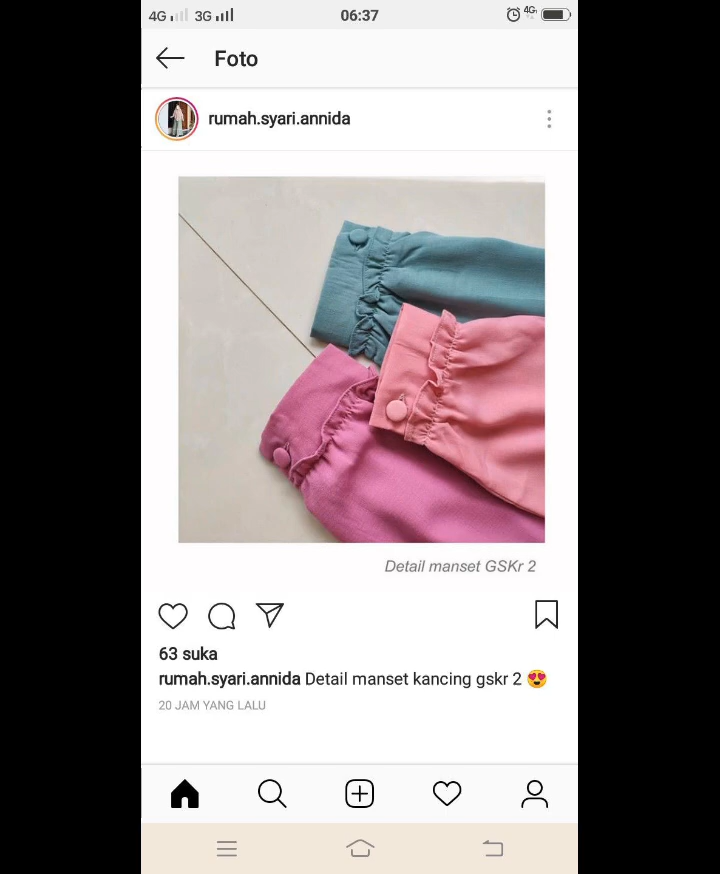 4G 3G 06:37 4G
Foto
rumah.syari.annida
Detail manset GSKr 2
63 suka
rumah.syari.annida Detail manset kancing gskr 2 😍
20 JAM YANG LALU